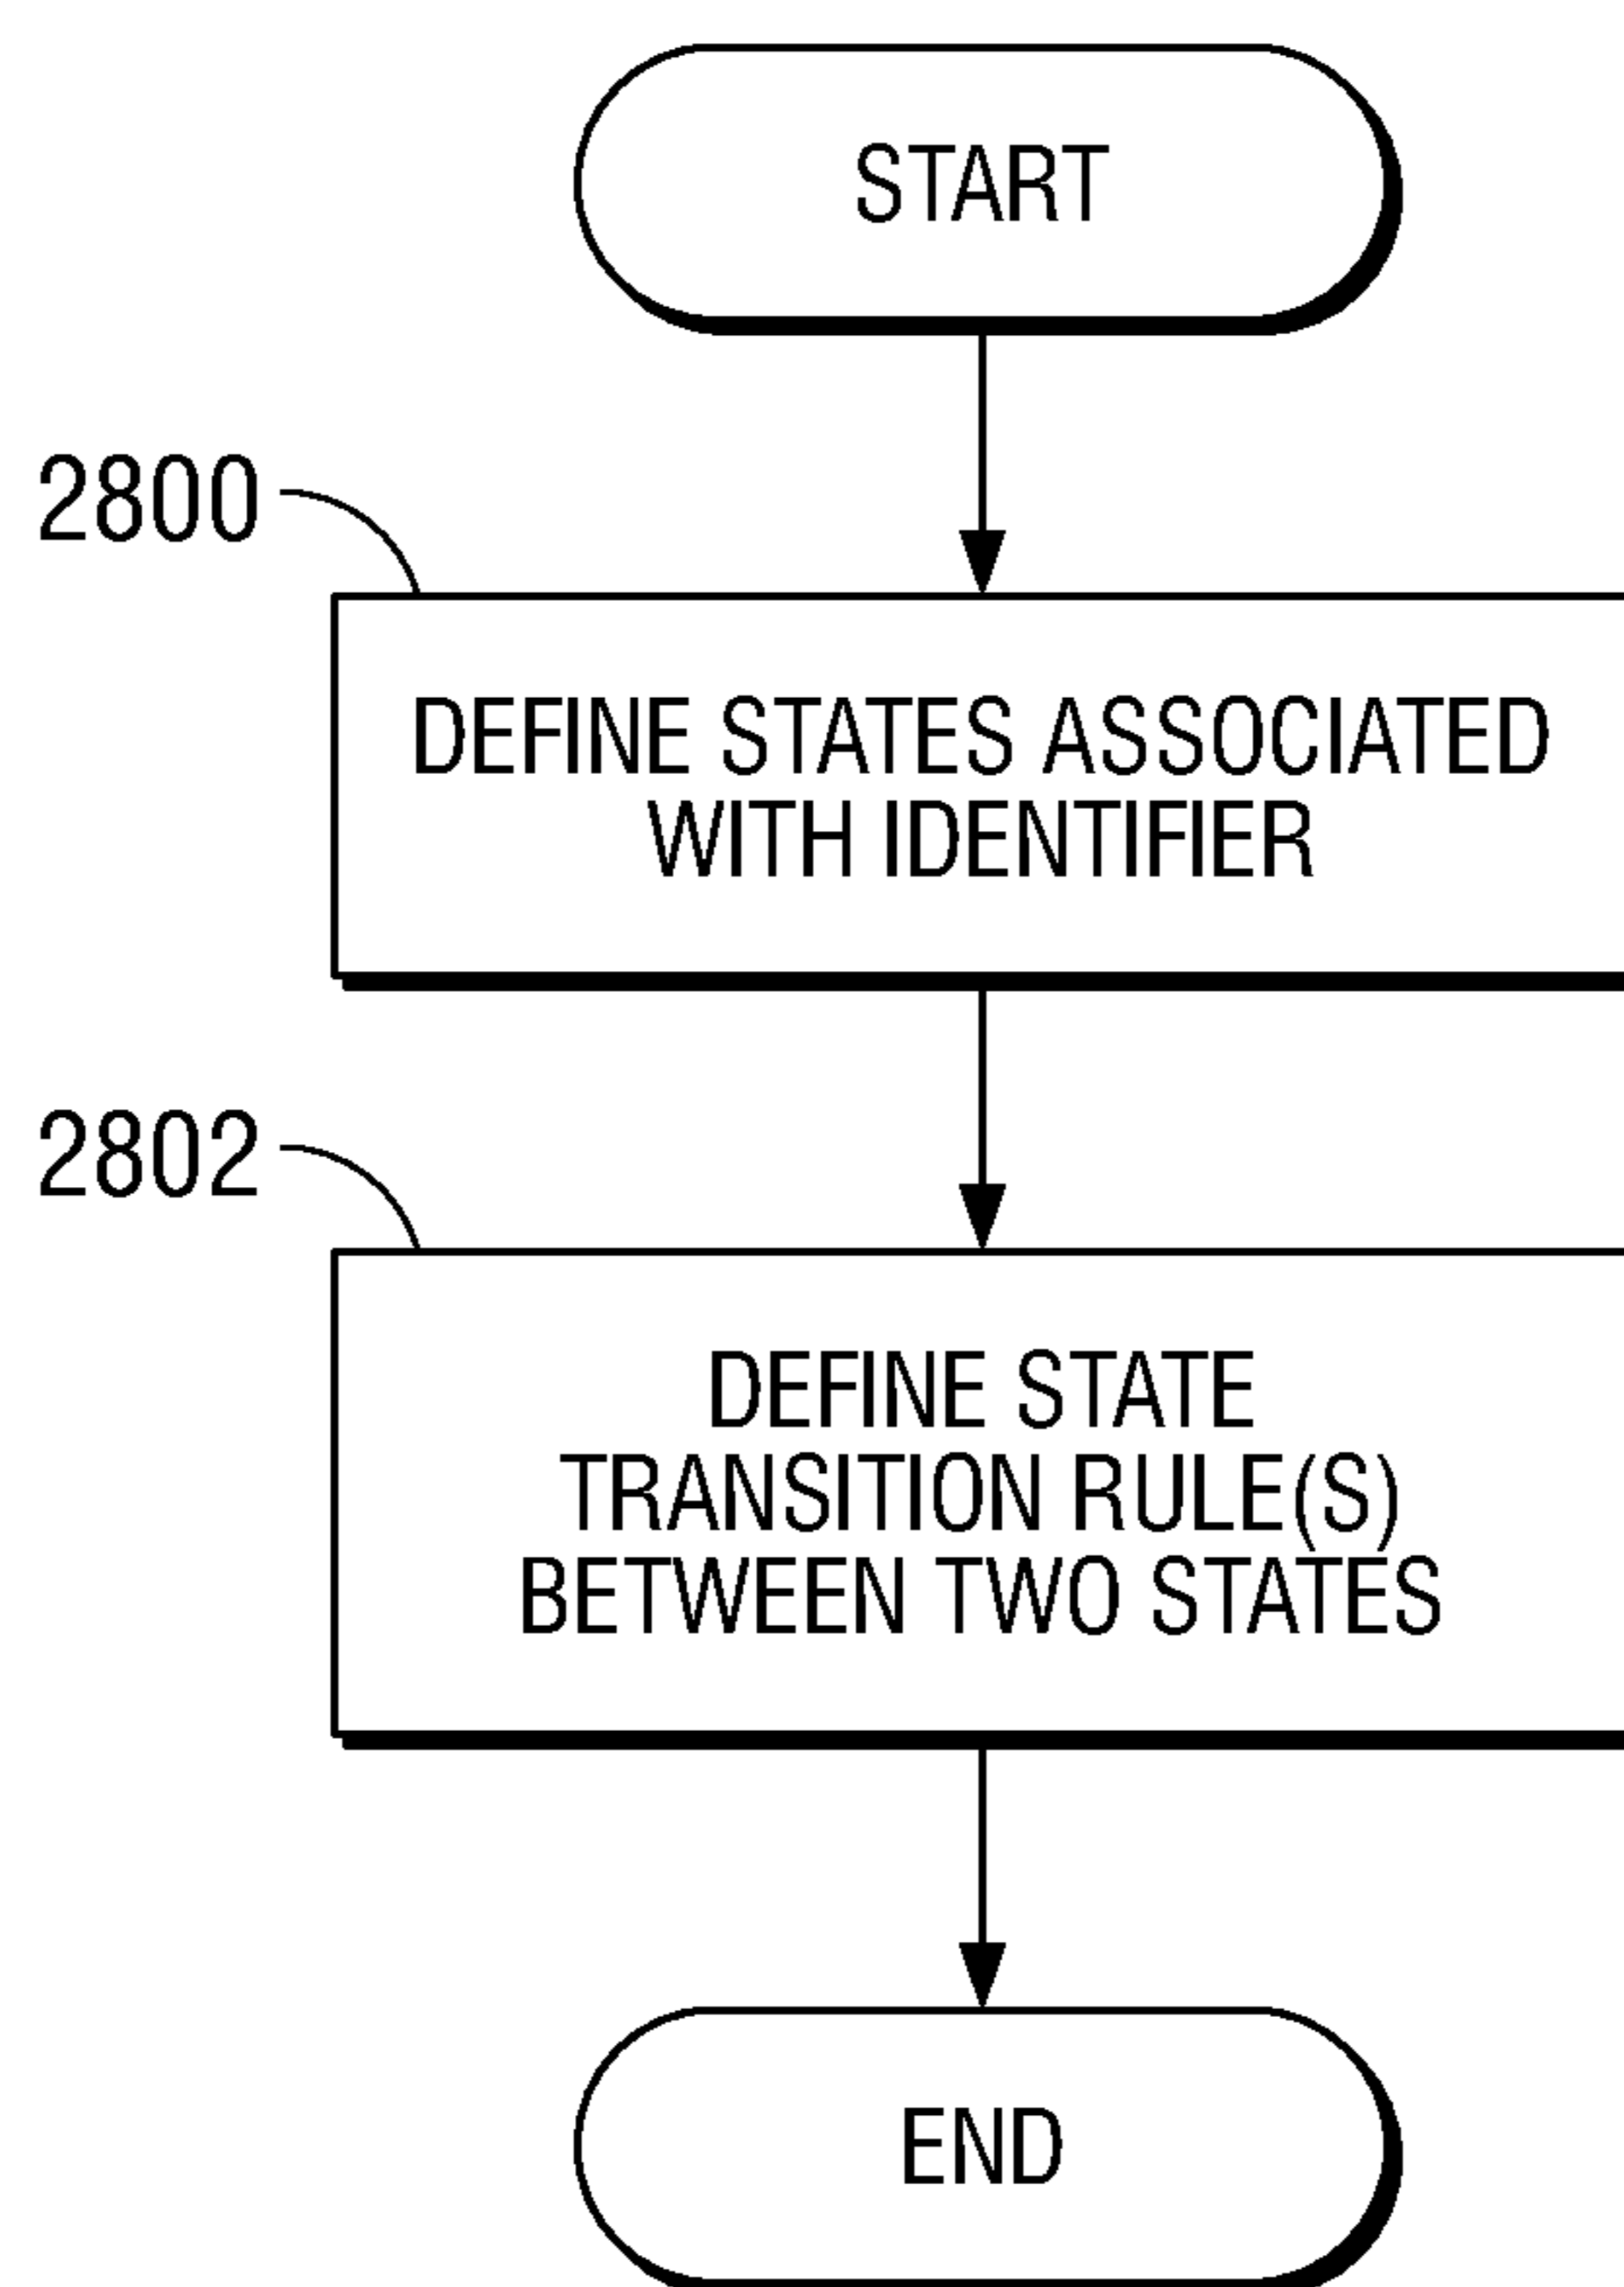 START
2800
DEFINE STATES ASSOCIATED
WITH IDENTIFIER
2802
DEFINE STATE
TRANSITION RULE(S)
BETWEEN TWO STATES
END